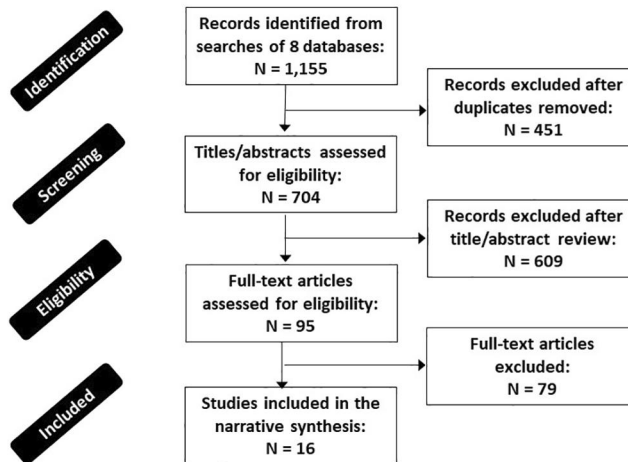 Identification
Records identified from
searches of 8 databases:
N = 1,155
Records excluded after
duplicates removed:
N = 451
Screening
Titles/abstracts assessed
for eligibility:
N = 704
Records excluded after
title/abstract review:
N = 609
Eligibility
Full-text articles
assessed for eligibility:
N = 95
Full-text articles
excluded:
N = 79
Included
Studies included in the
narrative synthesis:
N = 16